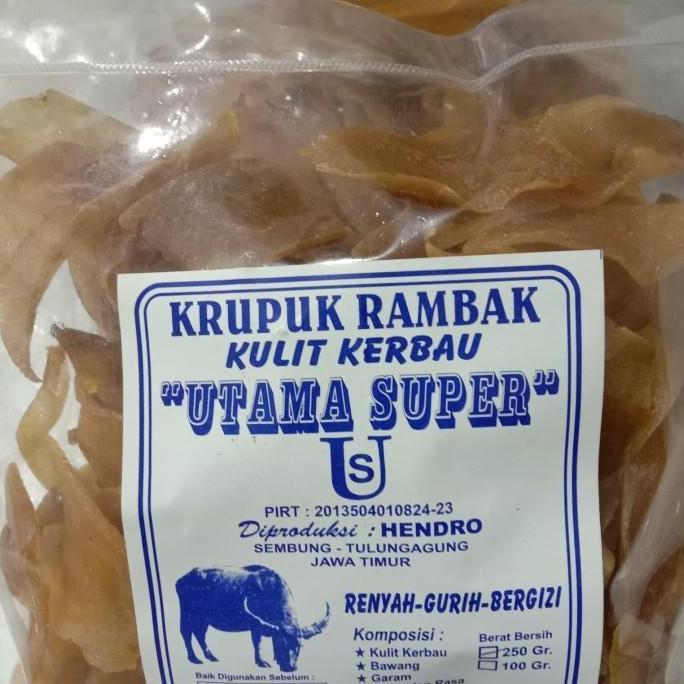 KRUPUK RAMBAK
KULIT KERBAU
"UTAMA SUPER"
US
PIRT : 2013504010824-23
Diproduksi : HENDRO
SEMBUNG - TULUNGAGUNG
JAWA TIMUR
RENYAH-GURIH-BERGIZI
Komposisi :
★ Kulit Kerbau
★ Bawang
★ Garam
Rasa
Berat Bersih
250 Gr.
100 Gr.
Baik Digunakan Sebelum :